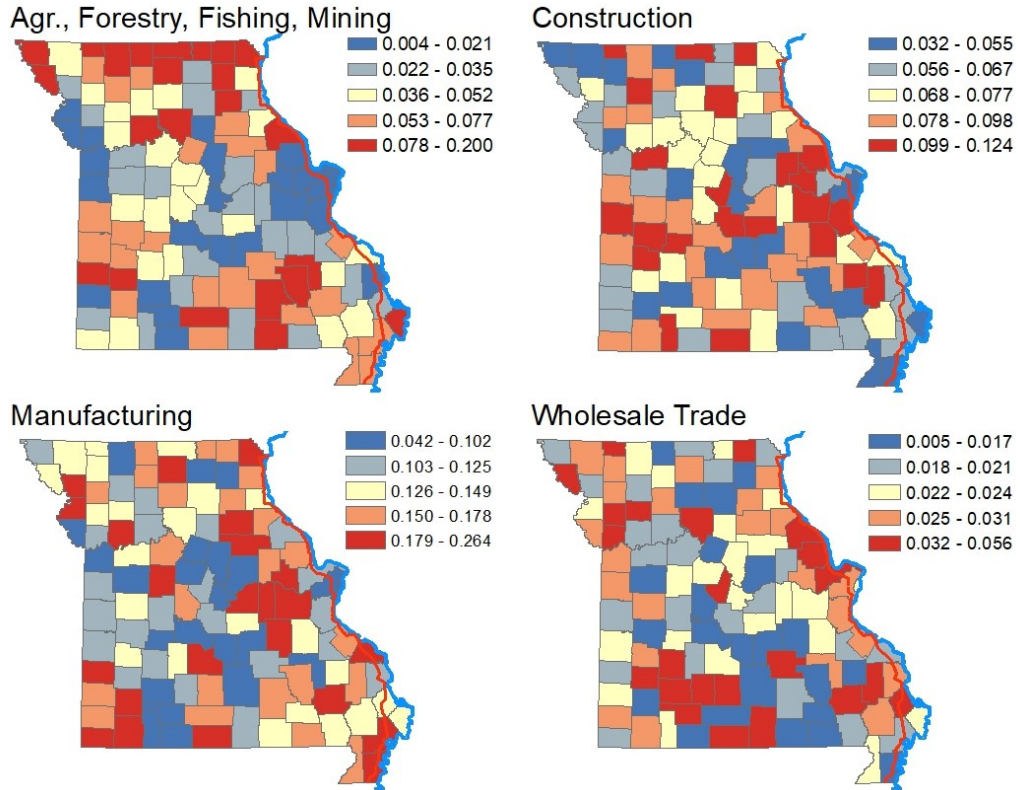 Agr., Forestry, Fishing, Mining
0.004 - 0.021
0.022 - 0.035
0.036 - 0.052
0.053 - 0.077
0.078 - 0.200
Construction
0.032 - 0.055
0.056 - 0.067
0.068 - 0.077
0.078 - 0.098
0.099 - 0.124
Manufacturing
0.042 - 0.102
0.103 - 0.125
0.126 - 0.149
0.150 - 0.178
0.179 - 0.264
Wholesale Trade
0.005 - 0.017
0.018 - 0.021
0.022 - 0.024
0.025 - 0.031
0.032 - 0.056